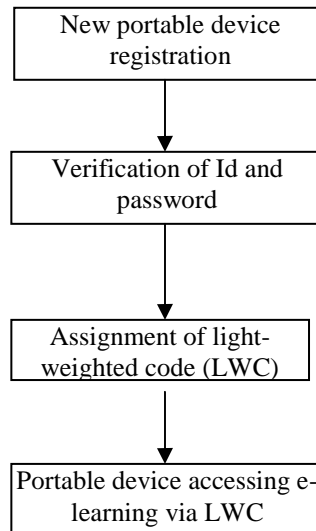 New portable device
registration
Verification of Id and
password
Assignment of light-
weighted code (LWC)
Portable device accessing e-
learning via LWC